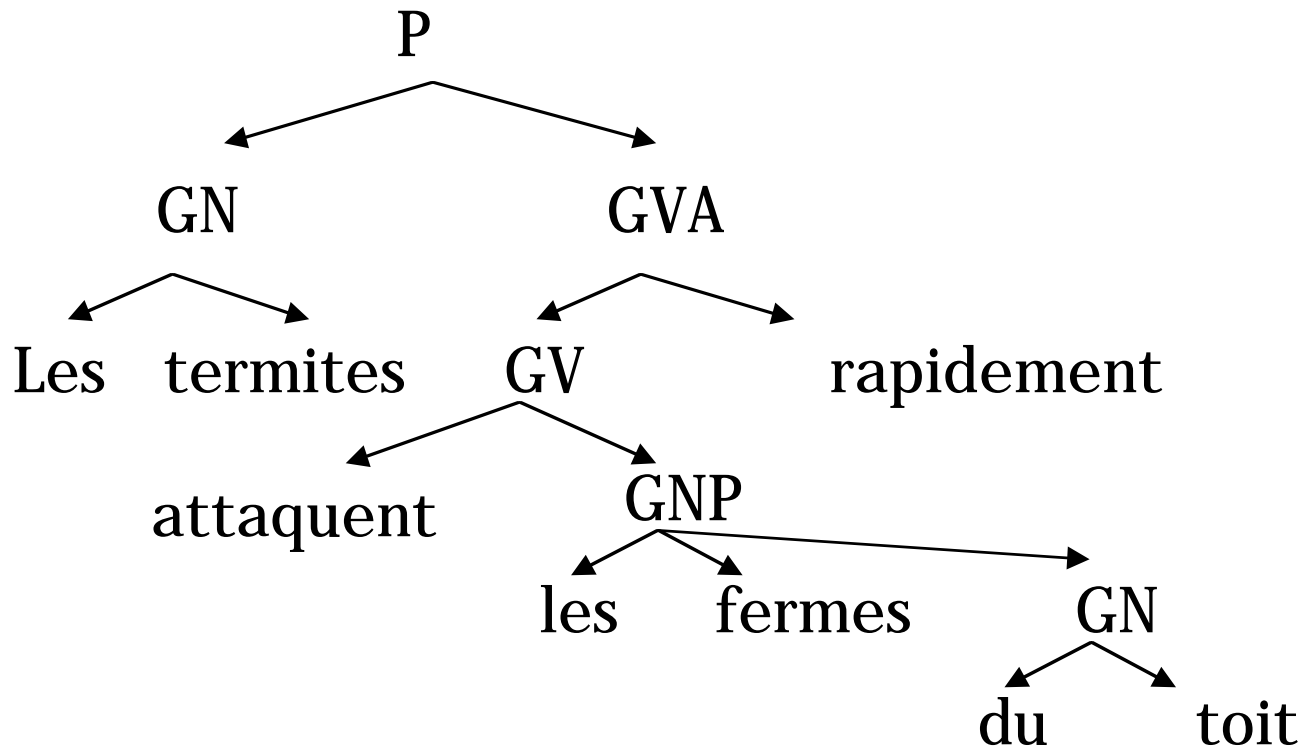 P
GN GVA
Les termites GV rapidement
attaquent GNP
les fermes GN
du toit